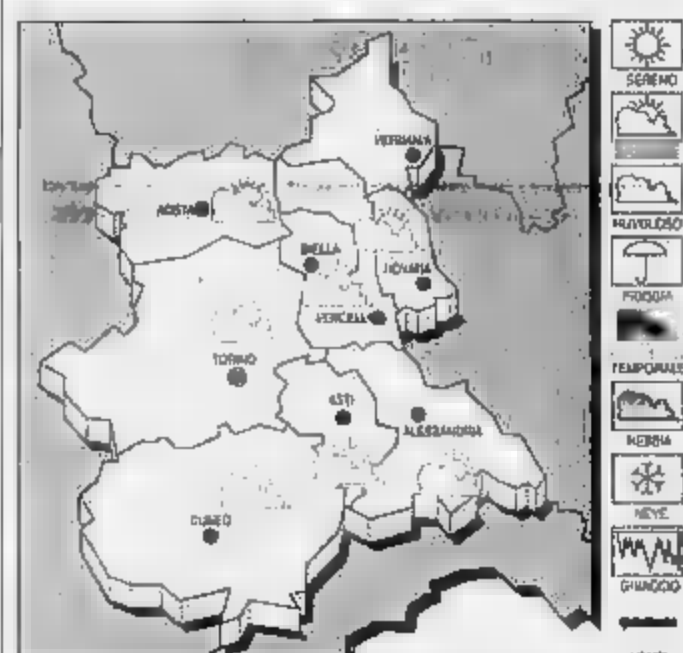 SERENO
VERBANIA
AOSTA
NUVOLOSO
BIELLA
NOVARA
PIOGGIA
VERCELLI
TORINO
TEMPORALE
ASTI
ALESSANDRIA
NEBBIA
NEVE
CUNEO
GHIACCIO